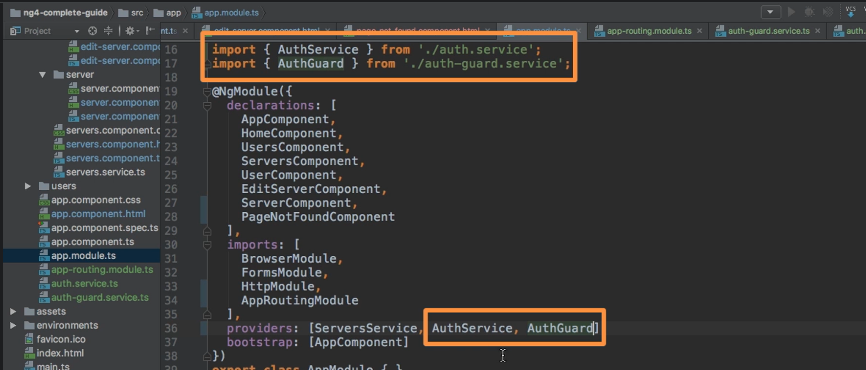 ng4-complete-guide src app app.module.ts
Project
edit-server.component.html page-not-found.component.html app.module.ts app-routing.module.ts auth-guard.service.ts auth.
edit-server.compo
edit-server.compo
server
server.component
server.component
server.component
servers.component
servers.component.h
servers.component.t
servers.service.ts
users
app.component.css
app.component.html
app.component.spec.ts
app.component.ts
app.module.ts
app-routing.module.ts
auth.service.ts
auth-guard.service.ts
assets
environments
favicon.ico
index.html
main.ts
16 import { AuthService } from './auth.service';
17 import { AuthGuard } from './auth-guard.service';
18
19 @NgModule({
20 declarations: [
21 AppComponent,
22 HomeComponent,
23 UsersComponent,
24 ServersComponent,
25 UserComponent,
26 EditServerComponent,
27 ServerComponent,
28 PageNotFoundComponent
29 ],
30 imports: [
31 BrowserModule,
32 FormsModule,
33 HttpModule,
34 AppRoutingModule
35 ],
36 providers: [ServersService, AuthService, AuthGuard]
37 bootstrap: [AppComponent]
38 })
39 export class AppModule { }